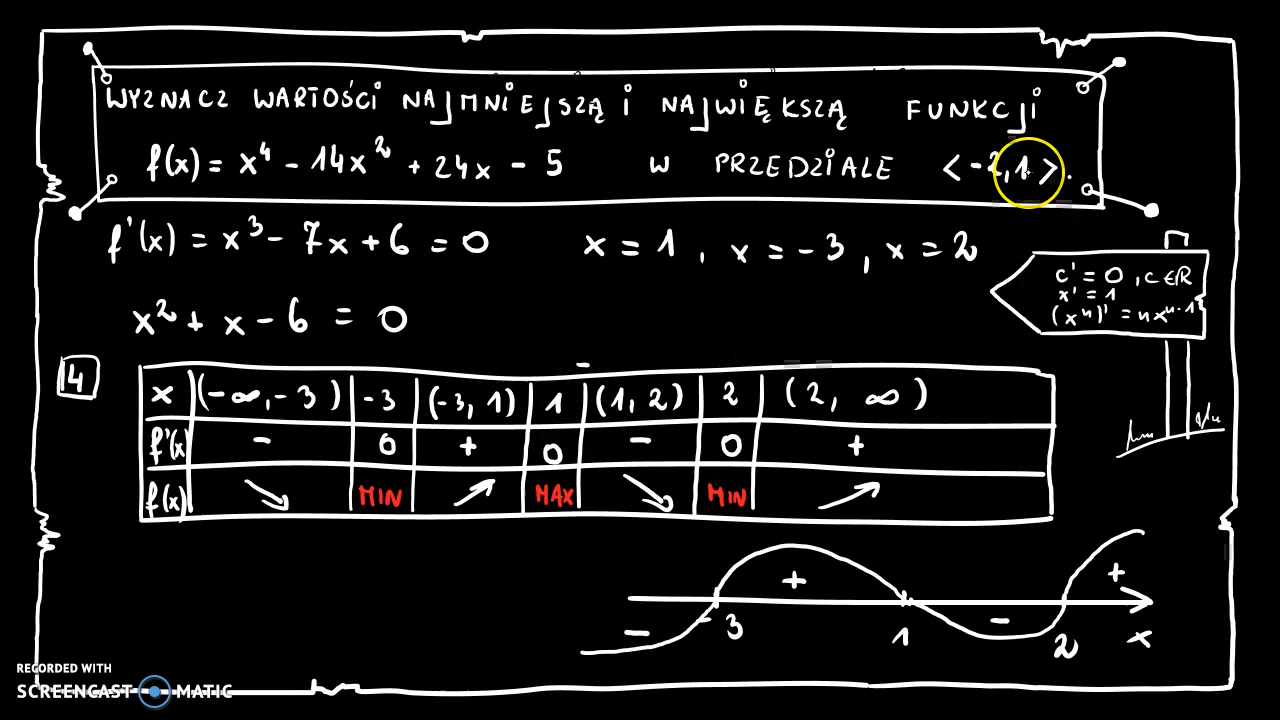 WYZNACZ WARTOŚCI NAJMNIEJSZĄ I NAJWIĘKSZĄ FUNKCJI
f(x) = x⁴ - 14x² + 24x - 5 W PRZEDZIALE <-2,1>.
f'(x) = x³ - 7x + 6 = 0 x = 1, x = -3, x = 2
c' = 0, c∈R
x' = 1
(xⁿ)' = nxⁿ⁻¹
x² + x - 6 = 0
4
x (-∞,-3) -3 (-3,1) 1 (1,2) 2 (2,∞)
f'(x) - 0 + 0 - 0 +
f(x) ↘ MIN ↗ MAX ↘ MIN ↗
+ +
- -3 1 - 2 x
RECORDED WITH
SCREENCAST-O-MATIC